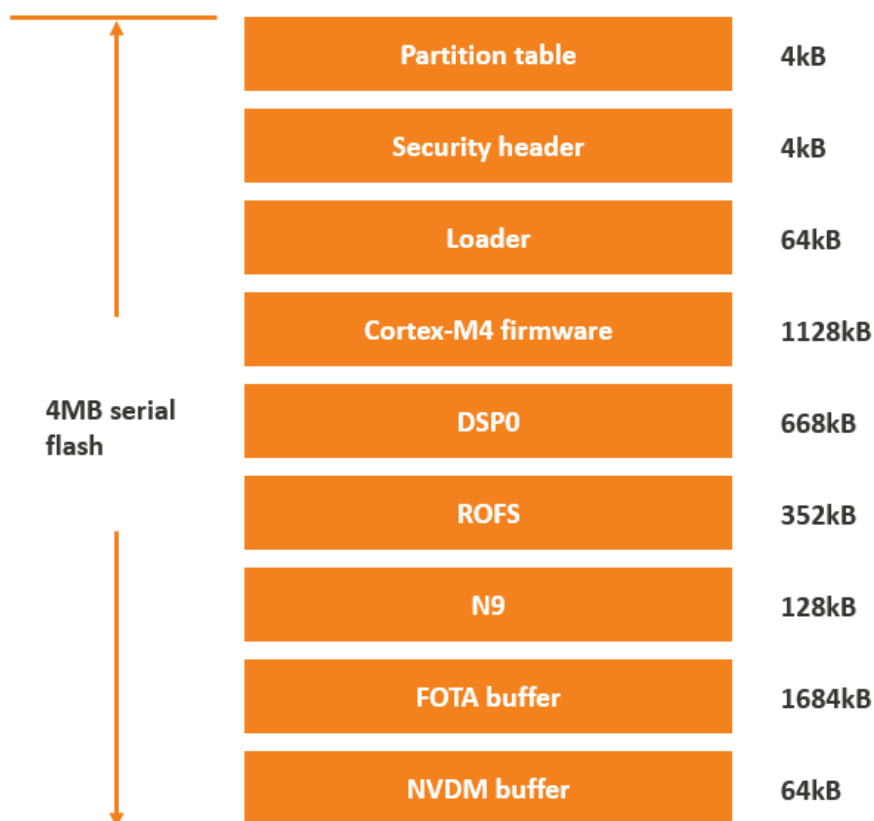 Partition table 4kB
Security header 4kB
Loader 64kB
Cortex-M4 firmware 1128kB
4MB serial
flash
DSP0 668kB
ROFS 352kB
N9 128kB
FOTA buffer 1684kB
NVDM buffer 64kB